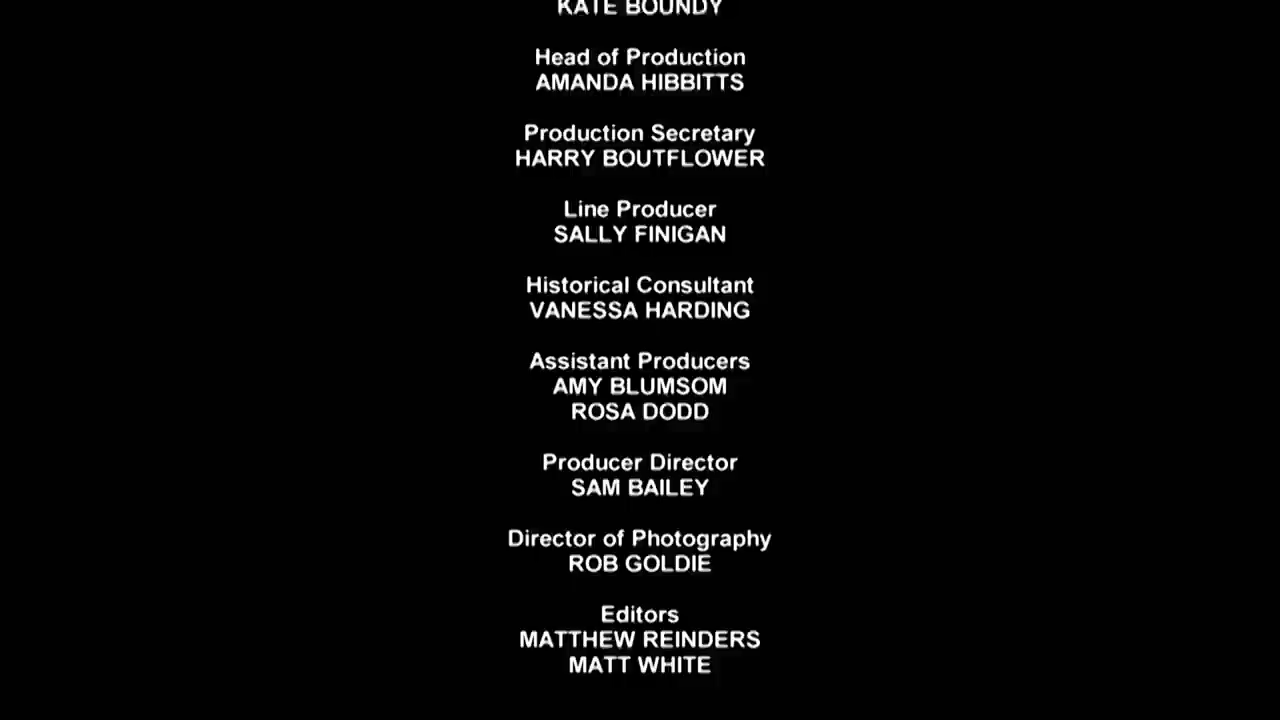 KATE BOUNDY
Head of Production
AMANDA HIBBITTS
Production Secretary
HARRY BOUTFLOWER
Line Producer
SALLY FINIGAN
Historical Consultant
VANESSA HARDING
Assistant Producers
AMY BLUMSOM
ROSA DODD
Producer Director
SAM BAILEY
Director of Photography
ROB GOLDIE
Editors
MATTHEW REINDERS
MATT WHITE